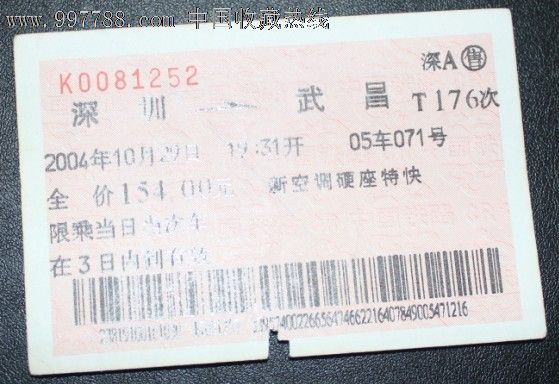 www.997788.com 中国收藏热线
K0081252
深A 售
深圳 武昌 T176次
2004年10月29日 19:31开 05车071号
全价154.00元 新空调硬座特快
限乘当日当次车
在3日内到有效